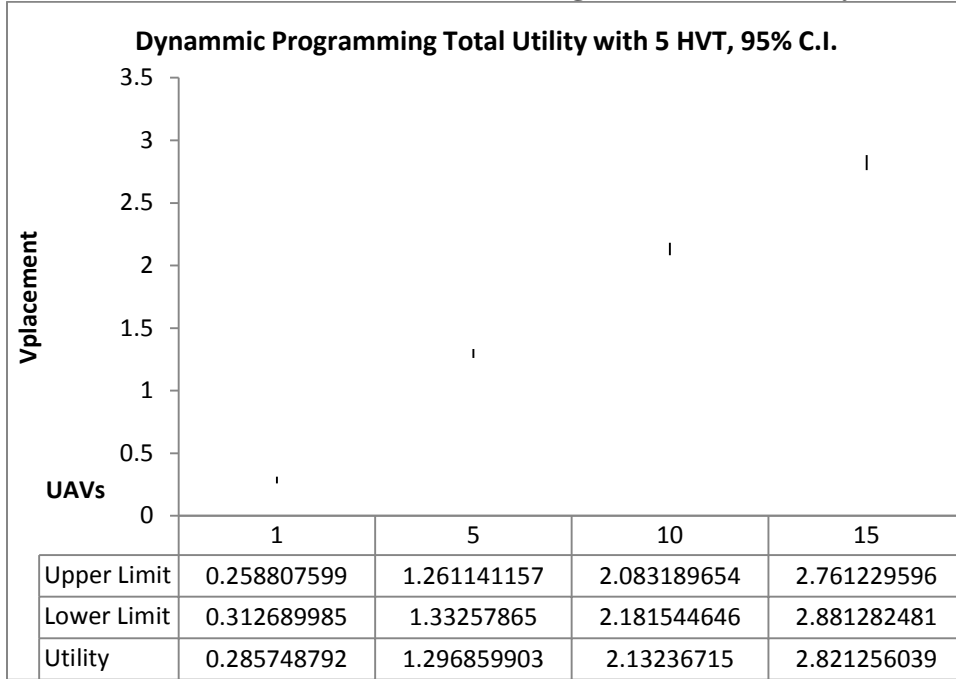 Dynammic Programming Total Utility with 5 HVT, 95% C.I.
Vplacement
3.5
3
2.5
2
1.5
1
0.5
0
UAVs
1 5 10 15
Upper Limit 0.258807599 1.261141157 2.083189654 2.761229596
Lower Limit 0.312689985 1.33257865 2.181544646 2.881282481
Utility 0.285748792 1.296859903 2.13236715 2.821256039